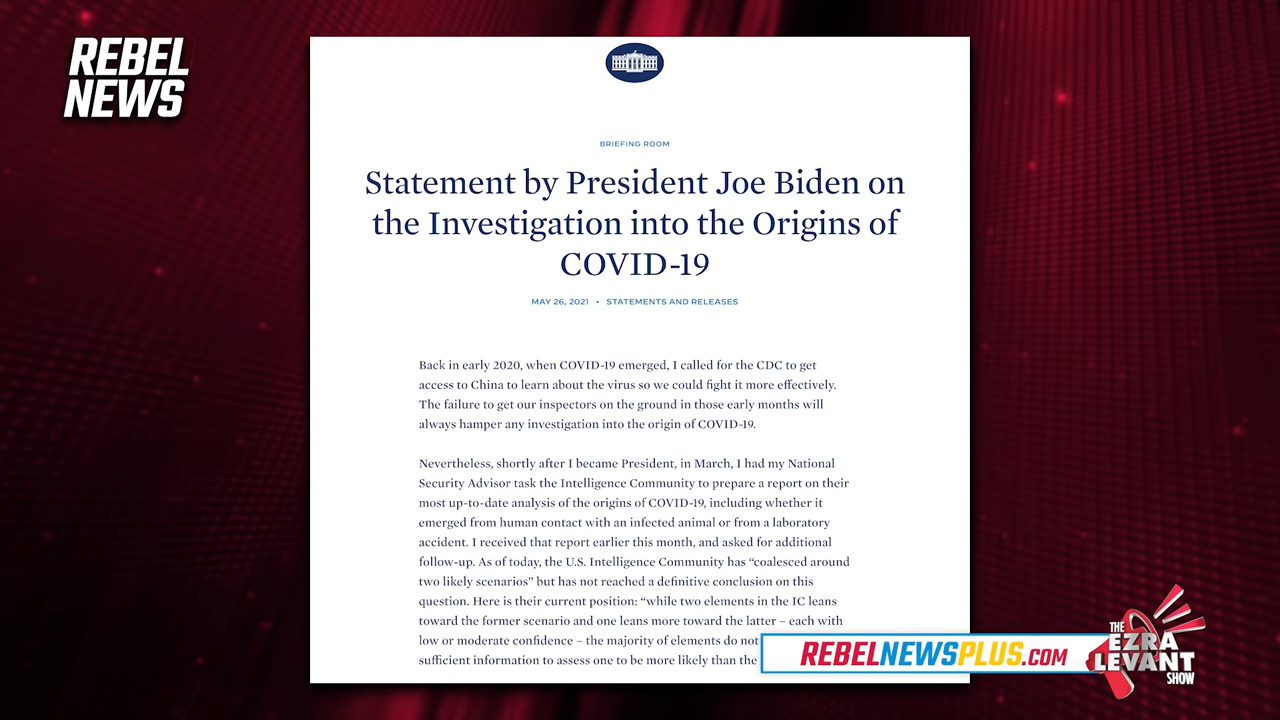 REBEL
NEWS
BRIEFING ROOM
Statement by President Joe Biden on
the Investigation into the Origins of
COVID-19
MAY 26, 2021 • STATEMENTS AND RELEASES
Back in early 2020, when COVID-19 emerged, I called for the CDC to get
access to China to learn about the virus so we could fight it more effectively.
The failure to get our inspectors on the ground in those early months will
always hamper any investigation into the origin of COVID-19.
Nevertheless, shortly after I became President, in March, I had my National
Security Advisor task the Intelligence Community to prepare a report on their
most up-to-date analysis of the origins of COVID-19, including whether it
emerged from human contact with an infected animal or from a laboratory
accident. I received that report earlier this month, and asked for additional
follow-up. As of today, the U.S. Intelligence Community has “coalesced around
two likely scenarios” but has not reached a definitive conclusion on this
question. Here is their current position: “while two elements in the IC leans
toward the former scenario and one leans more toward the latter – each with
low or moderate confidence – the majority of elements do not
sufficient information to assess one to be more likely than the
REBELNEWSPLUS.COM
THE
EZRA
LEVANT
SHOW